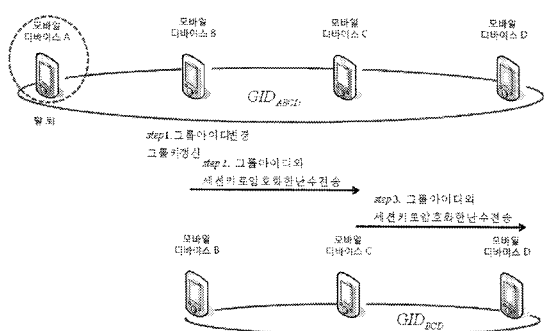 모바일
디바이스 A
모바일
디바이스 B
모바일
디바이스 C
모바일
디바이스 D
GID_ABCD
탈퇴
step1.그룹아이디변경
그룹키갱신
step 2. 그룹아이디와
세션키로암호화한난수전송
step 3. 그룹아이디와
세션키로암호화한난수전송
모바일
디바이스 B
모바일
디바이스 C
모바일
디바이스 D
GID_BCD